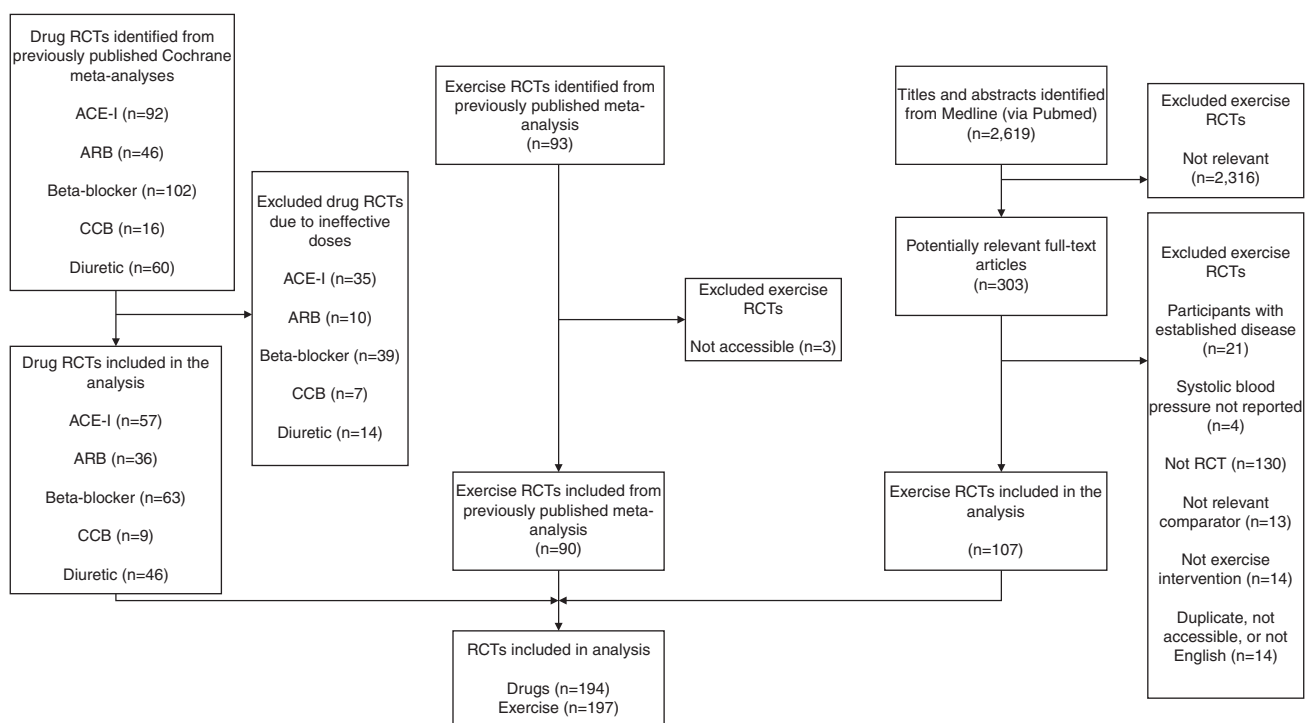 Drug RCTs identified from
previously published Cochrane
meta-analyses
ACE-I (n=92)
ARB (n=46)
Beta-blocker (n=102)
CCB (n=16)
Diuretic (n=60)
Excluded drug RCTs
due to ineffective
doses
ACE-I (n=35)
ARB (n=10)
Beta-blocker (n=39)
CCB (n=7)
Diuretic (n=14)
Drug RCTs included in the
analysis
ACE-I (n=57)
ARB (n=36)
Beta-blocker (n=63)
CCB (n=9)
Diuretic (n=46)
Exercise RCTs identified from
previously published meta-
analysis
(n=93)
Excluded exercise
RCTs
Not accessible (n=3)
Exercise RCTs included from
previously published meta-
analysis
(n=90)
Titles and abstracts identified
from Medline (via Pubmed)
(n=2,619)
Excluded exercise
RCTs
Not relevant
(n=2,316)
Potentially relevant full-text
articles
(n=303)
Excluded exercise
RCTs
Participants with
established disease
(n=21)
Systolic blood
pressure not reported
(n=4)
Not RCT (n=130)
Not relevant
comparator (n=13)
Not exercise
intervention (n=14)
Duplicate, not
accessible, or not
English (n=14)
Exercise RCTs included in the
analysis
(n=107)
RCTs included in analysis
Drugs (n=194)
Exercise (n=197)